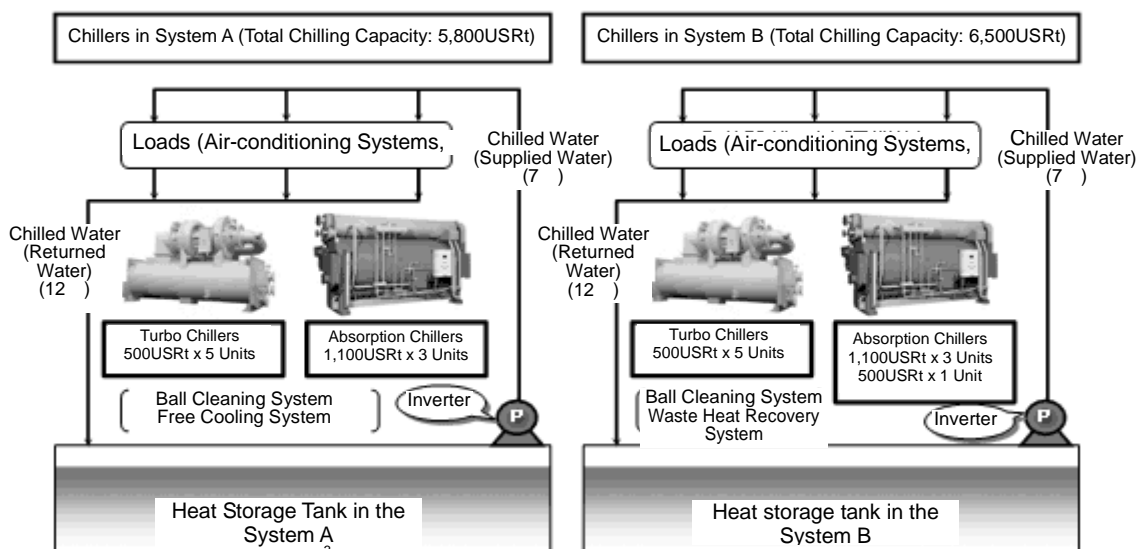 Chillers in System A (Total Chilling Capacity: 5,800USRt)
Loads (Air-conditioning Systems,
Chilled Water
(Supplied Water)
(7 )
Chilled Water
(Returned
Water)
(12 )
Turbo Chillers
500USRt x 5 Units
Absorption Chillers
1,100USRt x 3 Units
Ball Cleaning System
Free Cooling System
Inverter
P
Heat Storage Tank in the
System A
Chillers in System B (Total Chilling Capacity: 6,500USRt)
Loads (Air-conditioning Systems,
Chilled Water
(Supplied Water)
(7 )
Chilled Water
(Returned
Water)
(12 )
Turbo Chillers
500USRt x 5 Units
Absorption Chillers
1,100USRt x 3 Units
500USRt x 1 Unit
Ball Cleaning System
Waste Heat Recovery
System
Inverter
P
Heat storage tank in the
System B